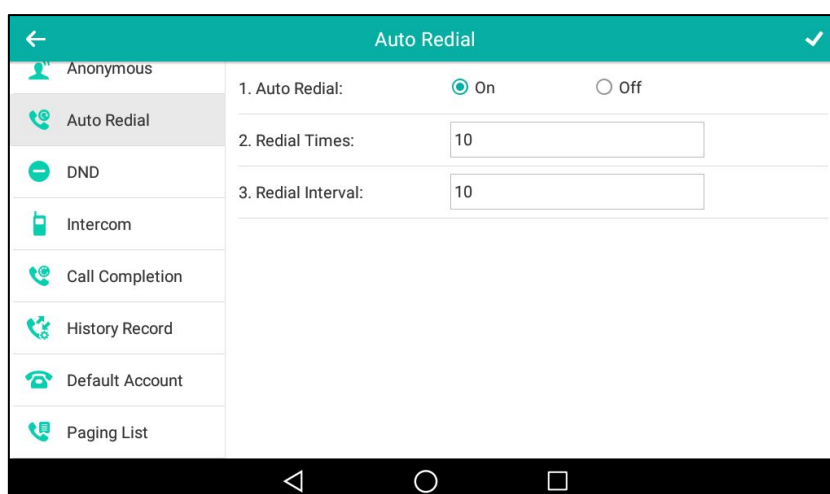 Auto Redial
Anonymous
Auto Redial
DND
Intercom
Call Completion
History Record
Default Account
Paging List
1. Auto Redial: On Off
2. Redial Times: 10
3. Redial Interval: 10